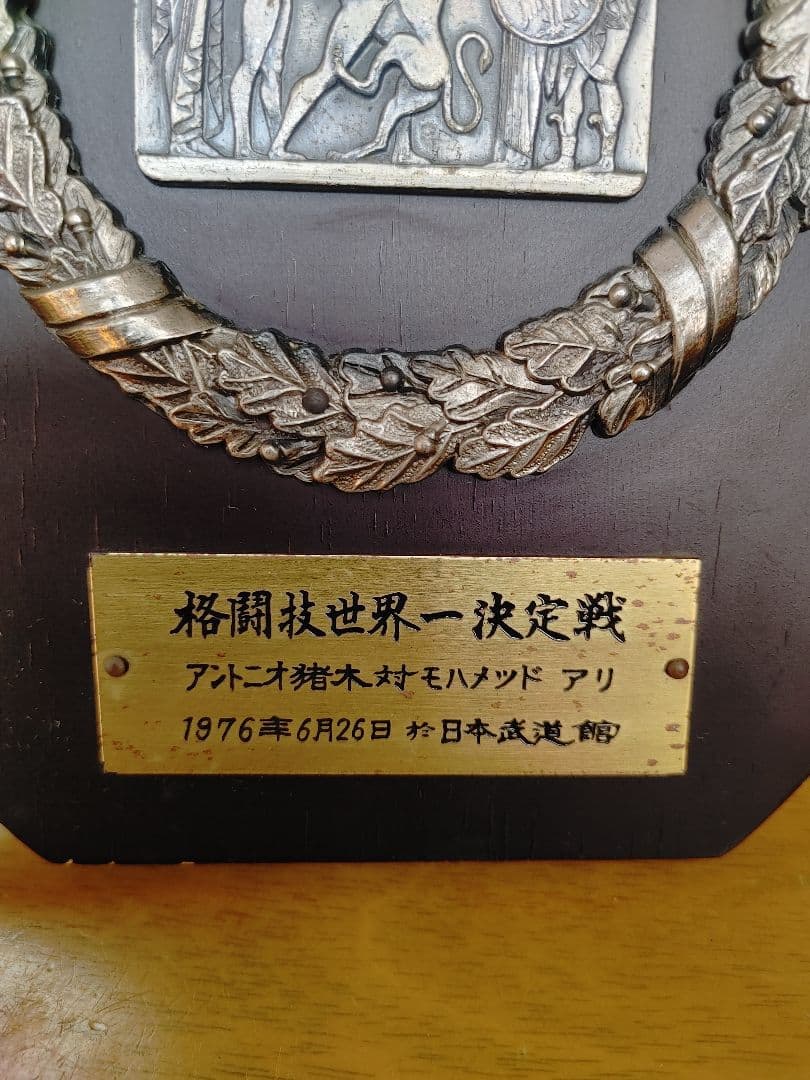 格闘技世界一決定戦
アントニオ猪木対モハメッド アリ
1976年6月26日 於日本武道館